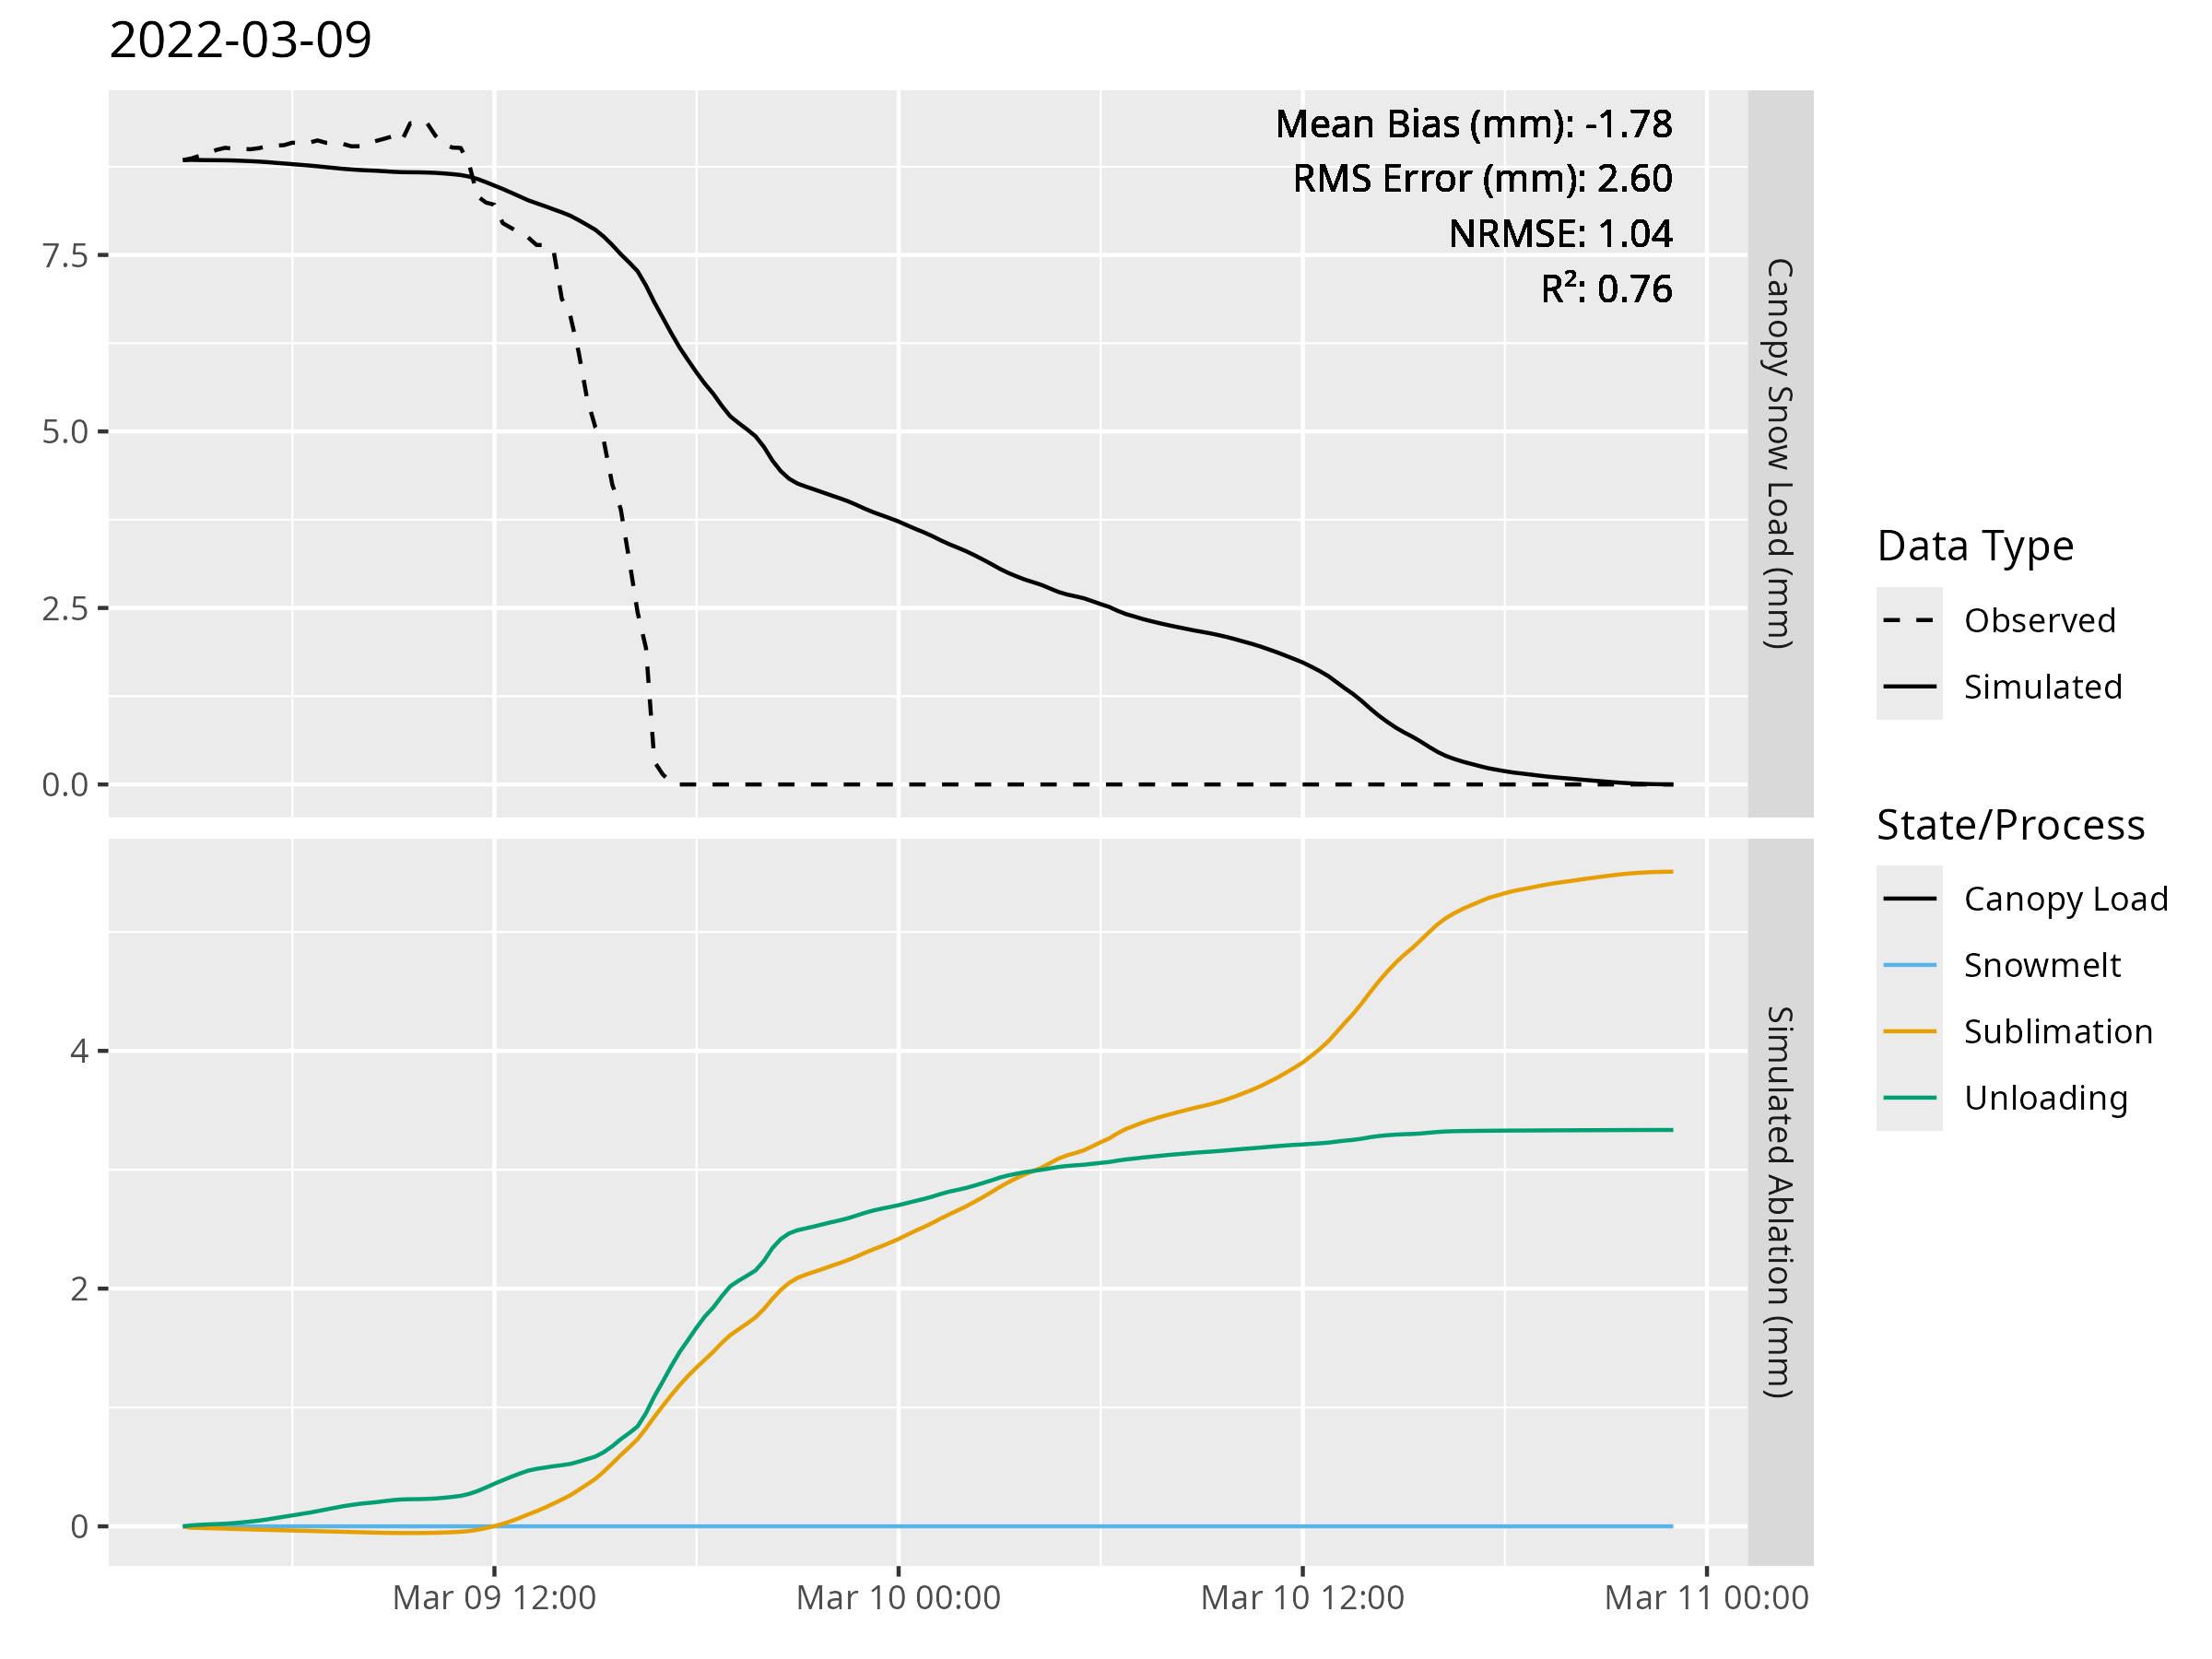 2022-03-09
Mean Bias (mm): -1.78
RMS Error (mm): 2.60
NRMSE: 1.04
R²: 0.76
7.5
5.0
2.5
0.0
Canopy Snow Load (mm)
4
2
0
Simulated Ablation (mm)
Mar 09 12:00
Mar 10 00:00
Mar 10 12:00
Mar 11 00:00
Data Type
Observed
Simulated
State/Process
Canopy Load
Snowmelt
Sublimation
Unloading